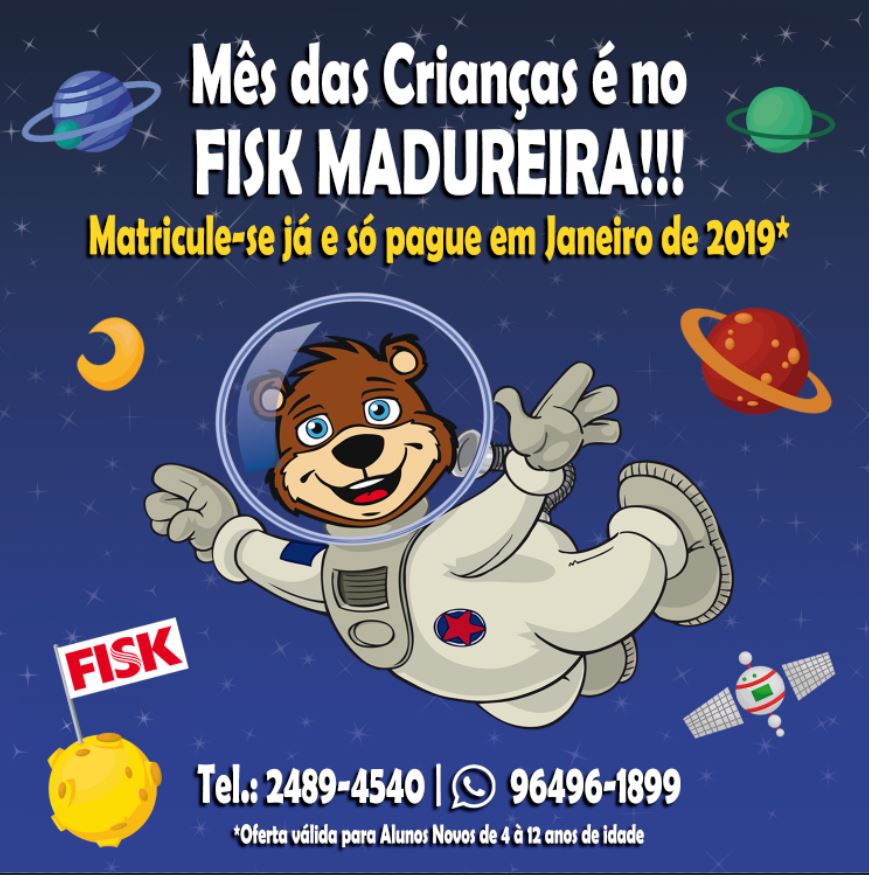 Mês das Crianças é no
FISK MADUREIRA!!!
Matricule-se já e só pague em Janeiro de 2019*
FISK
Tel.: 2489-4540 | 96496-1899
*Oferta válida para Alunos Novos de 4 à 12 anos de idade